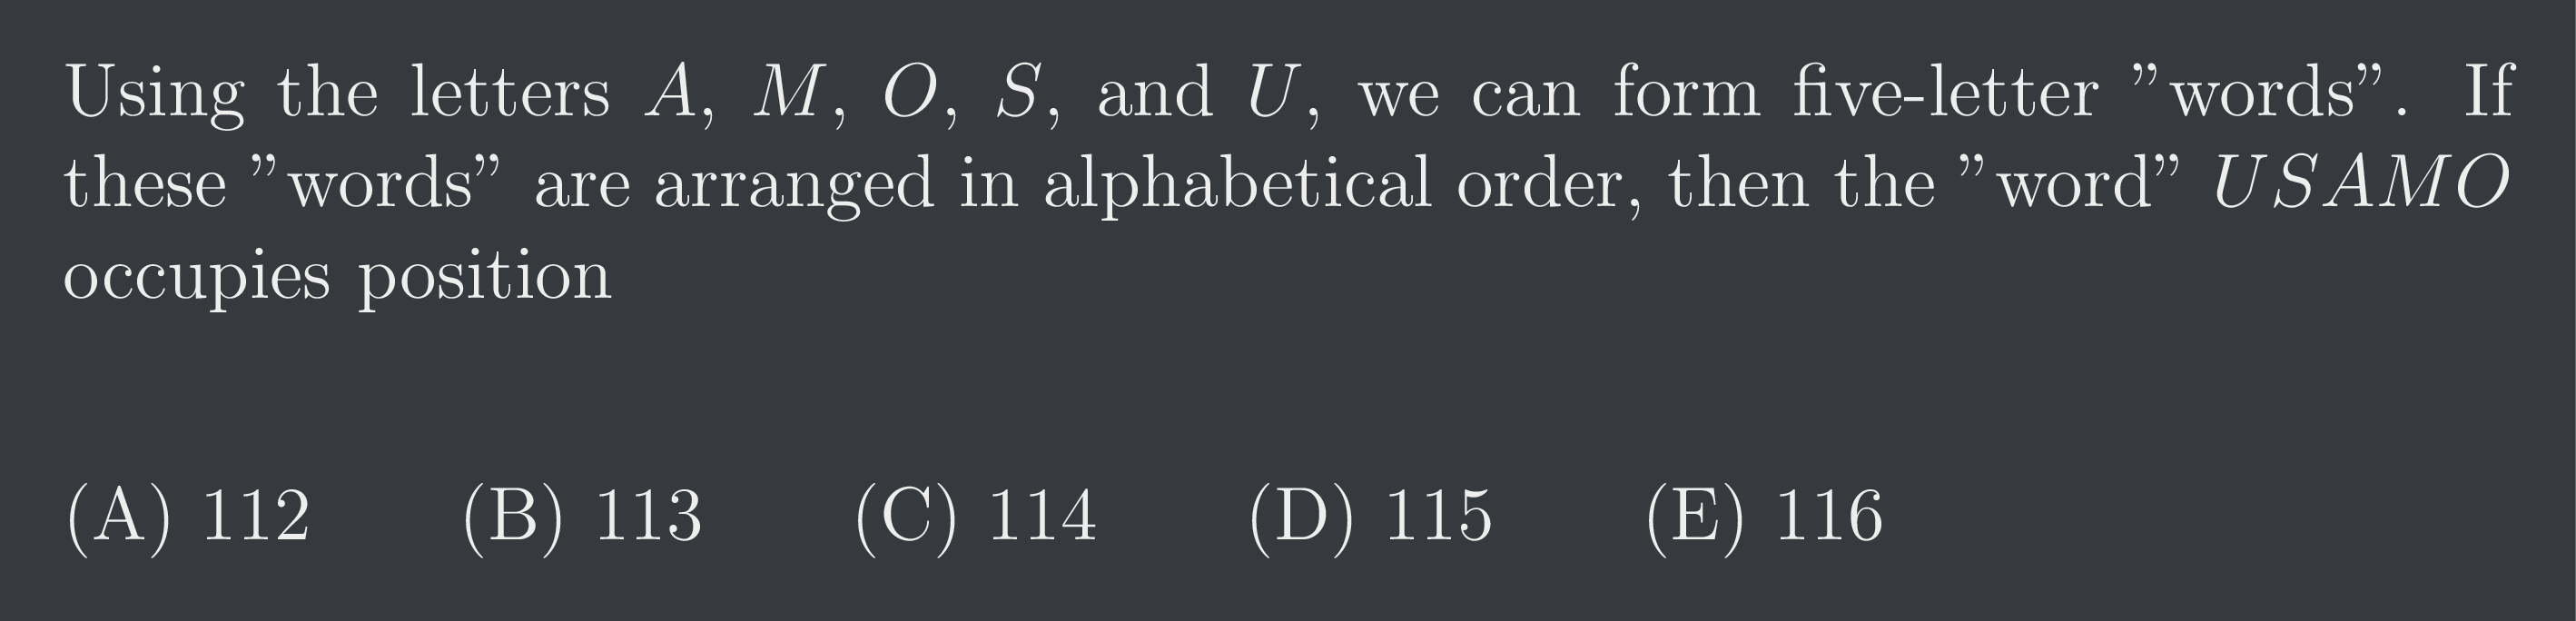 Using the letters A, M, O, S, and U, we can form five-letter ”words”. If
these ”words” are arranged in alphabetical order, then the ”word” USAMO
occupies position
(A) 112 (B) 113 (C) 114 (D) 115 (E) 116